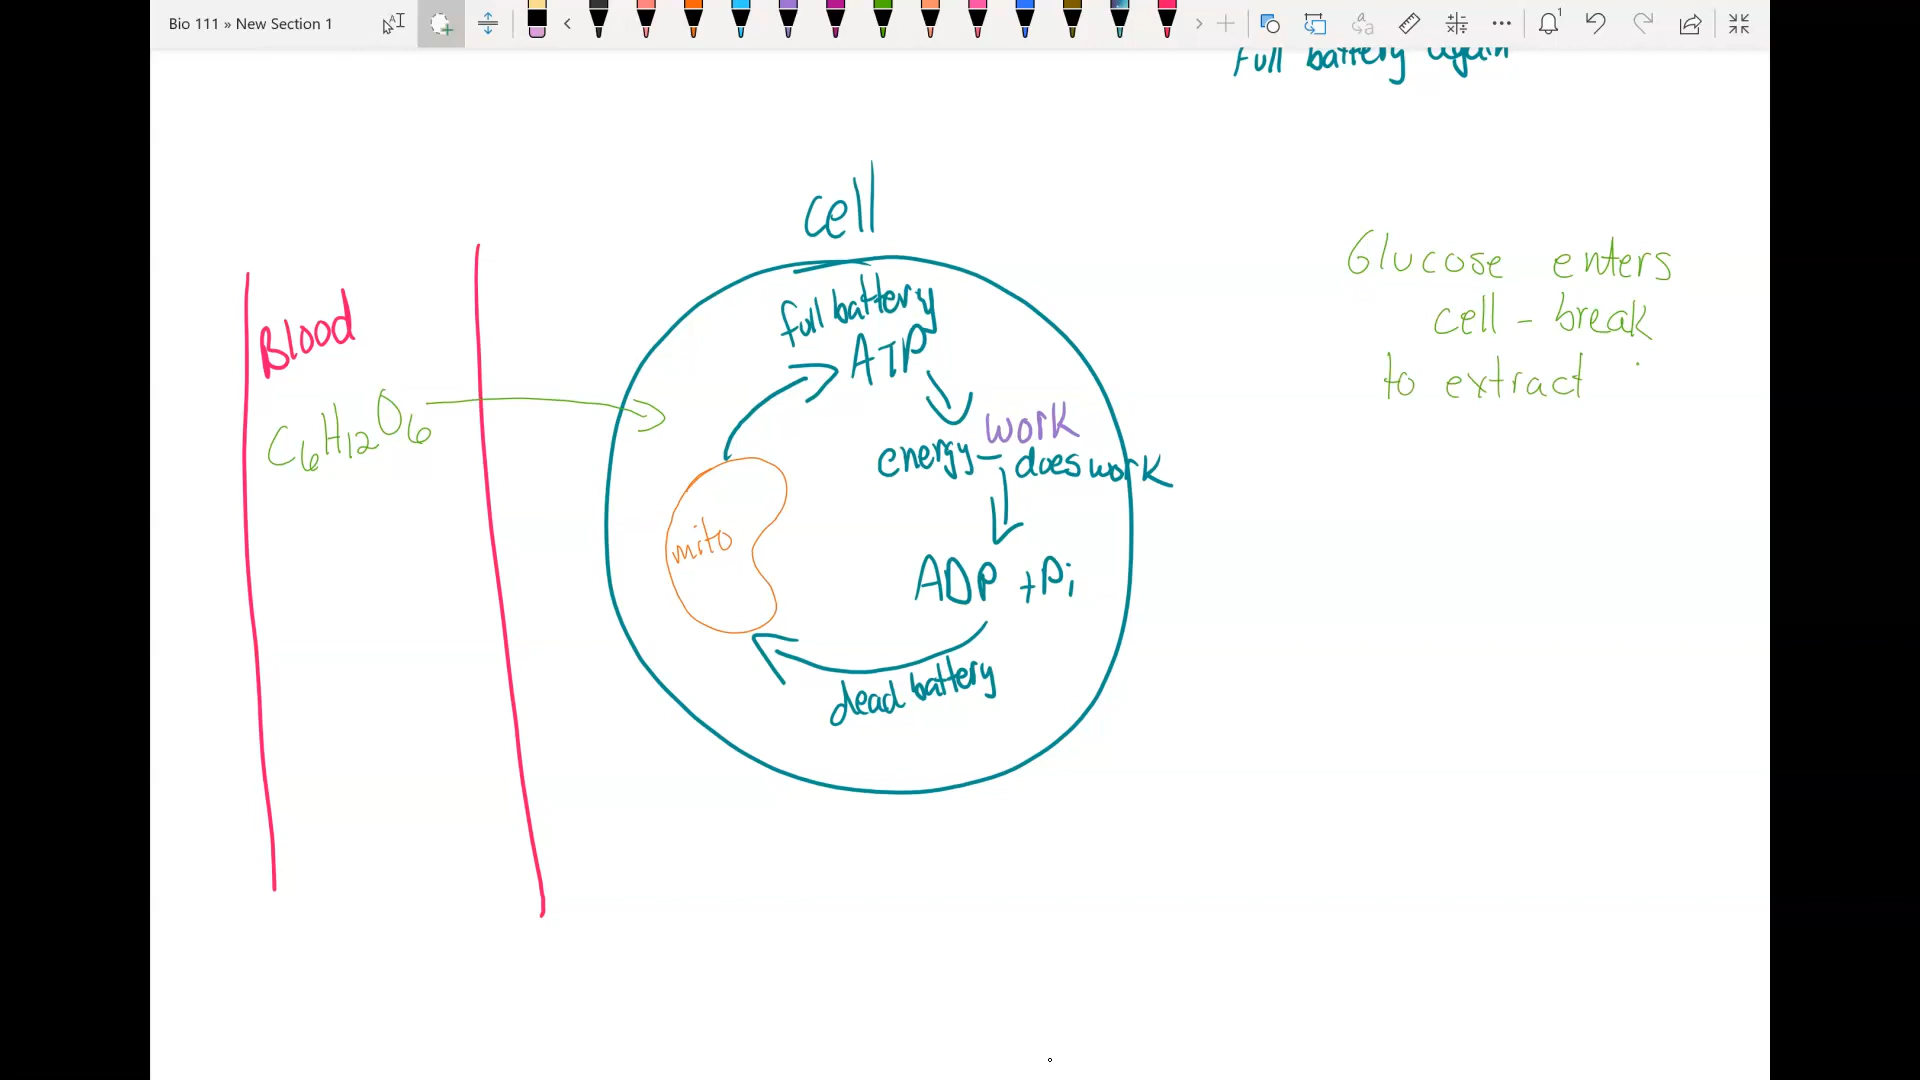 Bio 111 » New Section 1
Full battery again
cell
full battery
ATP
work
energy – does work
ADP + Pi
dead battery
mito
Blood
C6H12O6
Glucose enters
cell - break
to extract